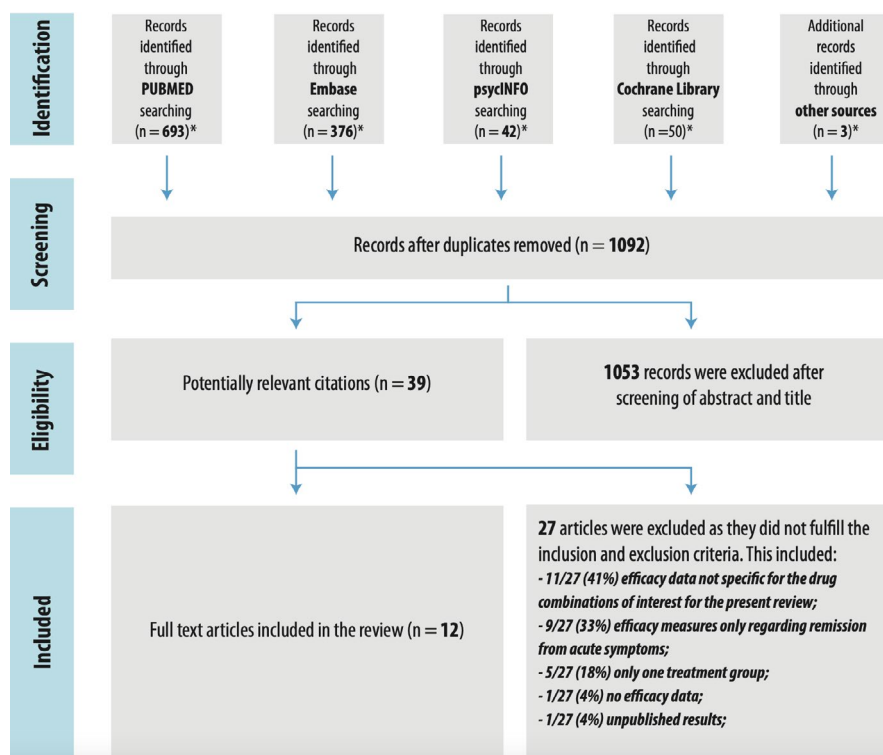 Identification
Records
identified
through
PUBMED
searching
(n = 693)*
Records
identified
through
Embase
searching
(n = 376)*
Records
identified
through
psycINFO
searching
(n = 42)*
Records
identified
through
Cochrane Library
searching
(n =50)*
Additional
records
identified
through
other sources
(n = 3)*
Screening
Records after duplicates removed (n = 1092)
Eligibility
Potentially relevant citations (n = 39)
1053 records were excluded after
screening of abstract and title
Included
Full text articles included in the review (n = 12)
27 articles were excluded as they did not fulfill the
inclusion and exclusion criteria. This included:
- 11/27 (41%) efficacy data not specific for the drug
combinations of interest for the present review;
- 9/27 (33%) efficacy measures only regarding remission
from acute symptoms;
- 5/27 (18%) only one treatment group;
- 1/27 (4%) no efficacy data;
- 1/27 (4%) unpublished results;